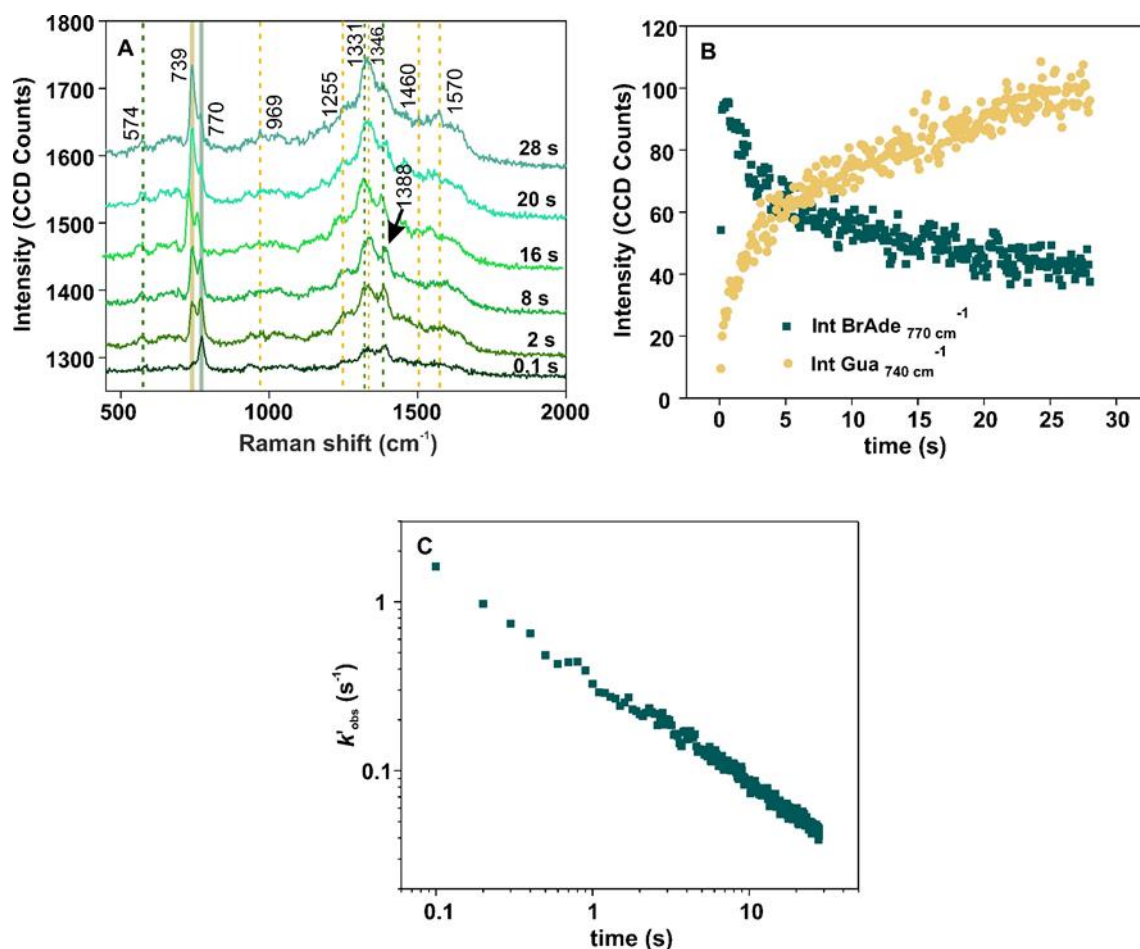 A
1800
1700
1600
1500
1400
1300
Intensity (CCD Counts)
574
739
770
969
1255
1331
1346
1460
1570
1388
28 s
20 s
16 s
8 s
2 s
0.1 s
500
1000
1500
2000
Raman shift (cm-1)
B
120
100
80
60
40
20
0
Intensity (CCD Counts)
Int BrAde 770 cm-1
Int Gua 740 cm-1
0
5
10
15
20
25
30
time (s)
C
1
0.1
k'obs (s-1)
0.1
1
10
time (s)